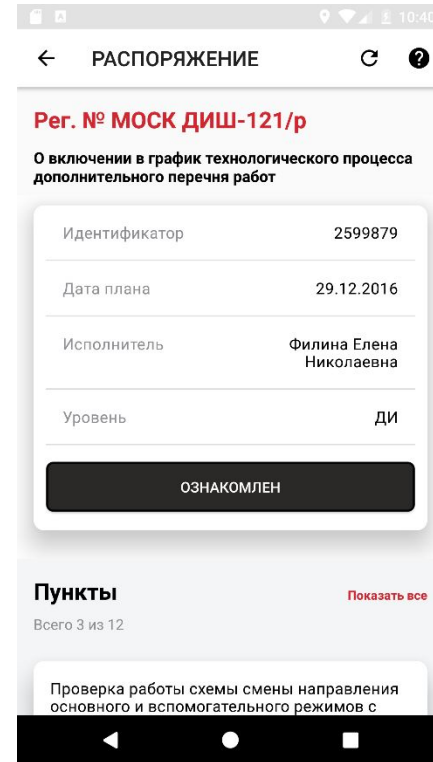 10:40
РАСПОРЯЖЕНИЕ
Рег. № МОСК ДИШ-121/р
О включении в график технологического процесса
дополнительного перечня работ
Идентификатор 2599879
Дата плана 29.12.2016
Исполнитель Филина Елена
Николаевна
Уровень ДИ
ОЗНАКОМЛЕН
Пункты Показать все
Всего 3 из 12
Проверка работы схемы смены направления
основного и вспомогательного режимов с